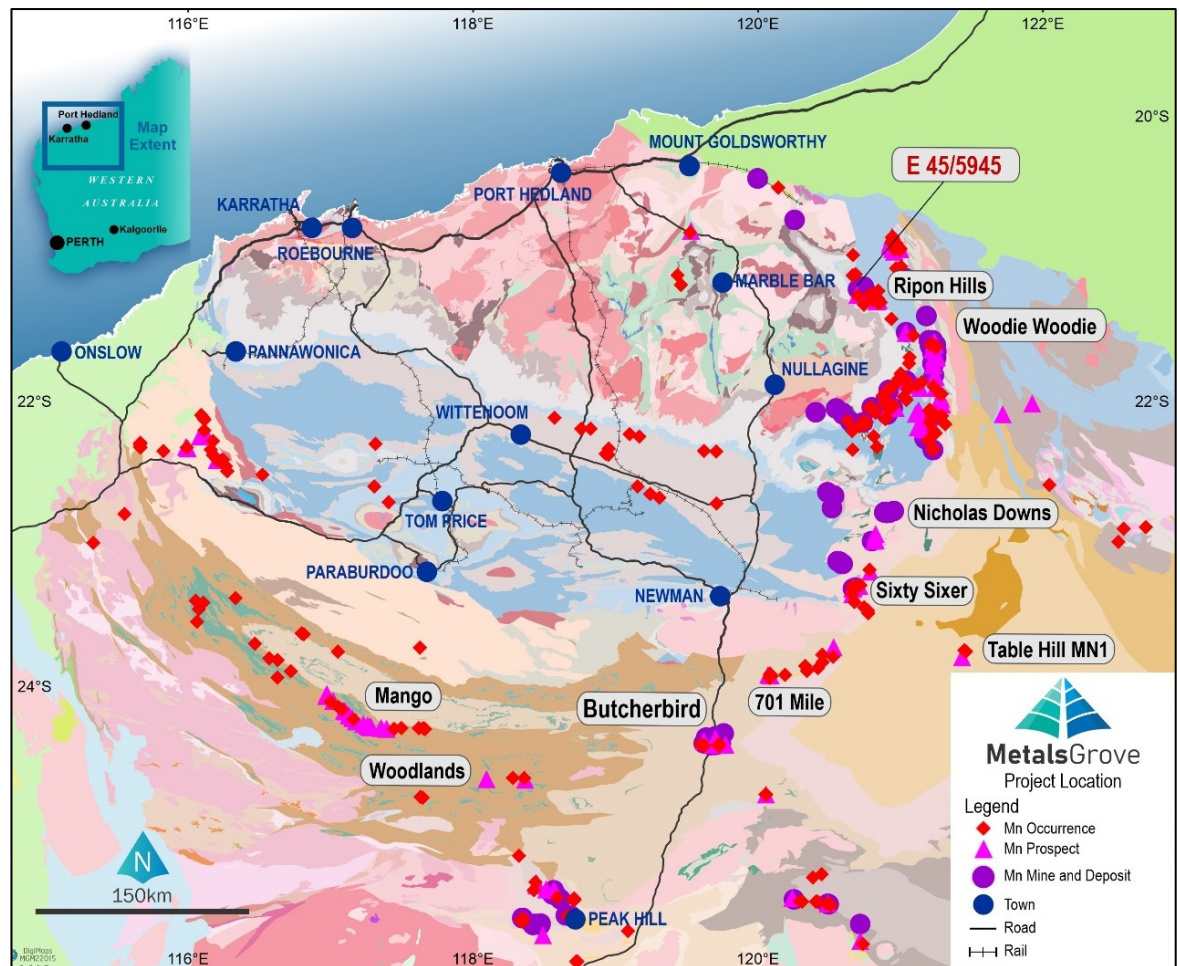 116°E
118°E
120°E
122°E
20°S
Port Hedland
Karratha
Map
Extent
WESTERN
AUSTRALIA
Kalgoorlie
PERTH
MOUNT GOLDSWORTHY
E 45/5945
PORT HEDLAND
KARRATHA
ROEBOURNE
MARBLE BAR
Ripon Hills
Woodie Woodie
ONSLOW
PANNAWONICA
NULLAGINE
22°S
22°S
WITTENOOM
TOM PRICE
Nicholas Downs
PARABURDOO
NEWMAN
Sixty Sixer
Table Hill MN1
24°S
Mango
Butcherbird
701 Mile
Woodlands
MetalsGrove
Project Location
Legend
Mn Occurrence
Mn Prospect
Mn Mine and Deposit
Town
Road
Rail
N
150km
PEAK HILL
DigiMaps
MGM22015
116°E
118°E
120°E